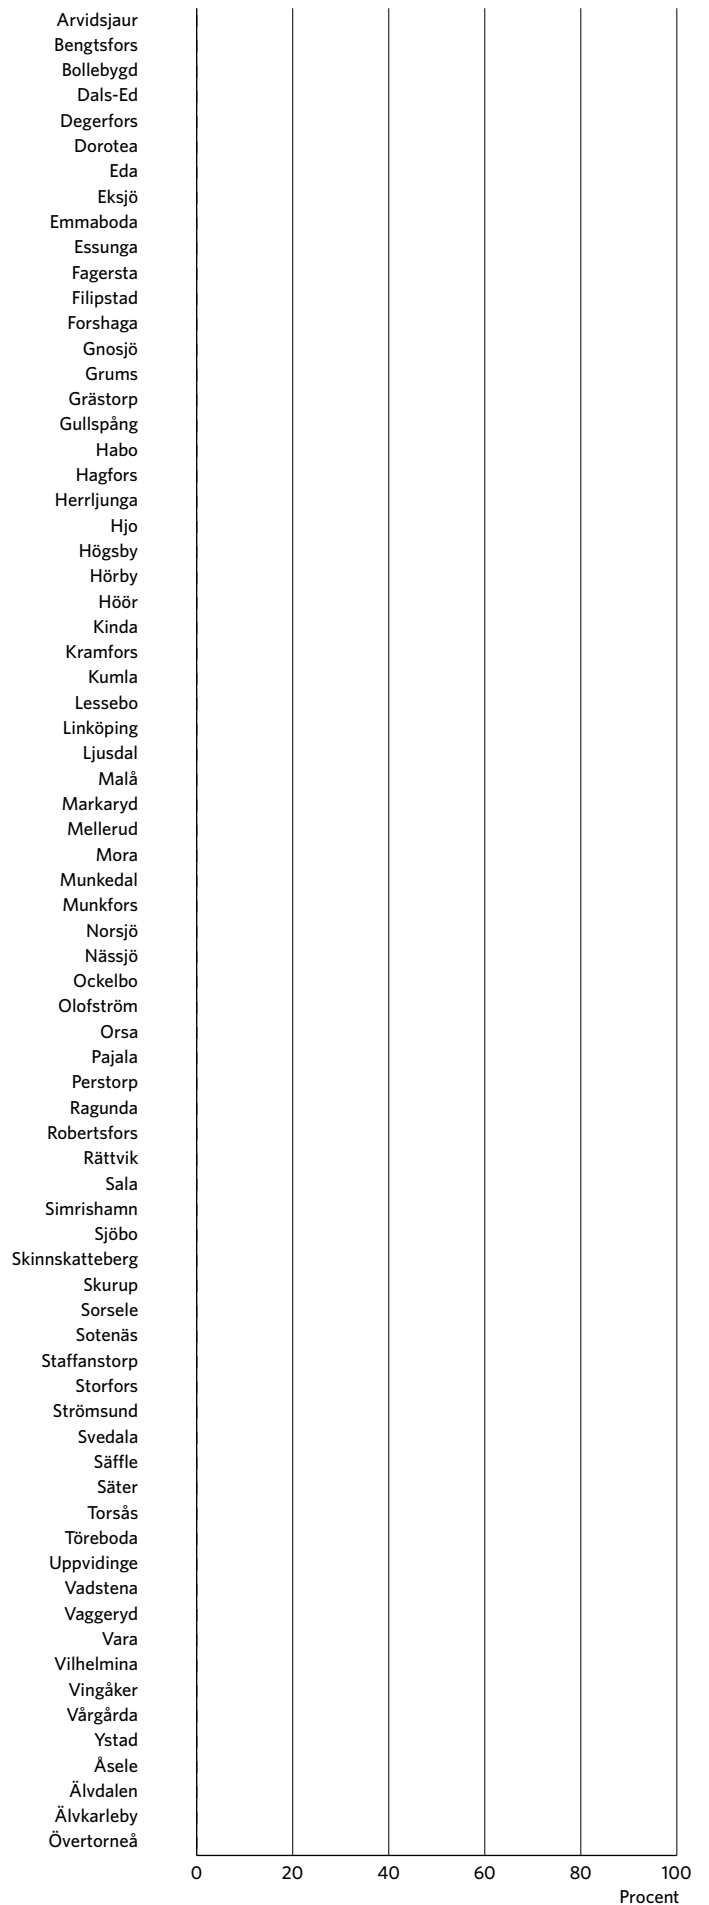 Arvidsjaur
Bengtsfors
Bollebygd
Dals-Ed
Degerfors
Dorotea
Eda
Eksjö
Emmaboda
Essunga
Fagersta
Filipstad
Forshaga
Gnosjö
Grums
Grästorp
Gullspång
Habo
Hagfors
Herrljunga
Hjo
Högsby
Hörby
Höör
Kinda
Kramfors
Kumla
Lessebo
Linköping
Ljusdal
Malå
Markaryd
Mellerud
Mora
Munkedal
Munkfors
Norsjö
Nässjö
Ockelbo
Olofström
Orsa
Pajala
Perstorp
Ragunda
Robertsfors
Rättvik
Sala
Simrishamn
Sjöbo
Skinnskatteberg
Skurup
Sorsele
Sotenäs
Staffanstorp
Storfors
Strömsund
Svedala
Säffle
Säter
Torsås
Töreboda
Uppvidinge
Vadstena
Vaggeryd
Vara
Vilhelmina
Vingåker
Vårgårda
Ystad
Åsele
Älvdalen
Älvkarleby
Övertorneå
0 20 40 60 80 100
Procent